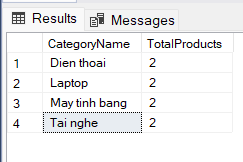 Results Messages
CategoryName TotalProducts
1 Dien thoai 2
2 Laptop 2
3 May tinh bang 2
4 Tai nghe 2